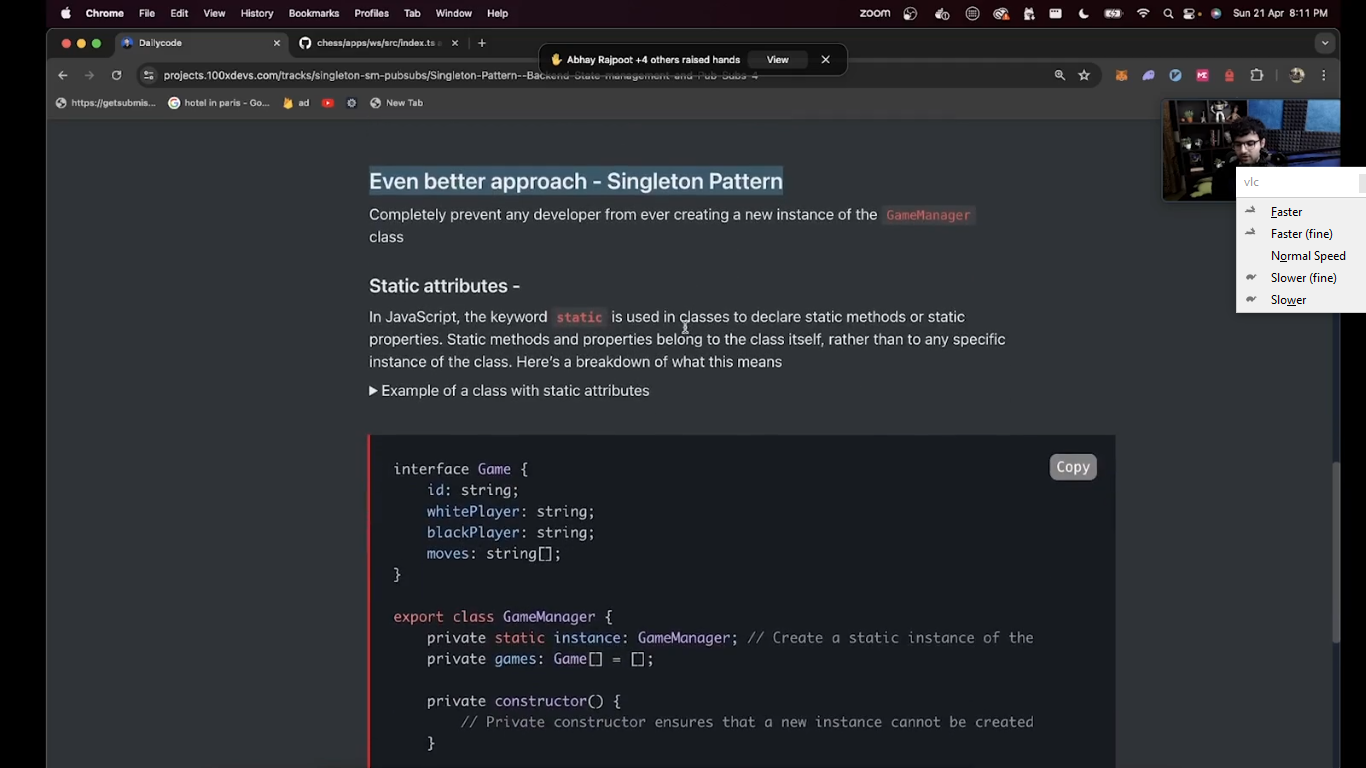 Chrome File Edit View History Bookmarks Profiles Tab Window Help zoom Sun 21 Apr 8:11 PM
Dailycode chess/apps/ws/src/index.ts
Abhay Rajpoot +4 others raised hands View
projects.100xdevs.com/tracks/singleton-sm-pubsubs/Singleton-Pattern--Backend-State-management-and-Pub-Subs-4
https://getsubmis... hotel in paris - Go... ad New Tab
vlc
Faster
Faster (fine)
Normal Speed
Slower (fine)
Slower
Even better approach - Singleton Pattern
Completely prevent any developer from ever creating a new instance of the GameManager
class
Static attributes -
In JavaScript, the keyword static is used in classes to declare static methods or static
properties. Static methods and properties belong to the class itself, rather than to any specific
instance of the class. Here's a breakdown of what this means
Example of a class with static attributes
Copy
interface Game {
id: string;
whitePlayer: string;
blackPlayer: string;
moves: string[];
}
export class GameManager {
private static instance: GameManager; // Create a static instance of the
private games: Game[] = [];
private constructor() {
// Private constructor ensures that a new instance cannot be created
}